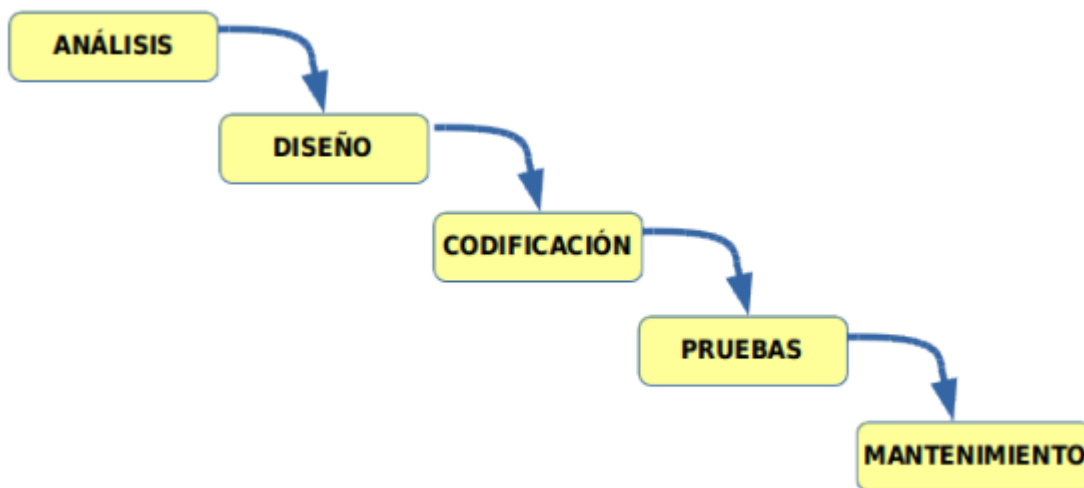 ANÁLISIS
DISEÑO
CODIFICACIÓN
PRUEBAS
MANTENIMIENTO